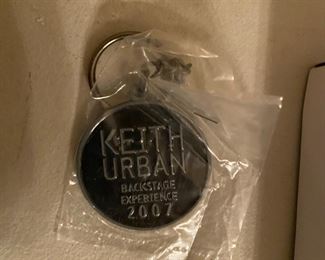 KEITH
URBAN
BACKSTAGE
EXPERIENCE
2007